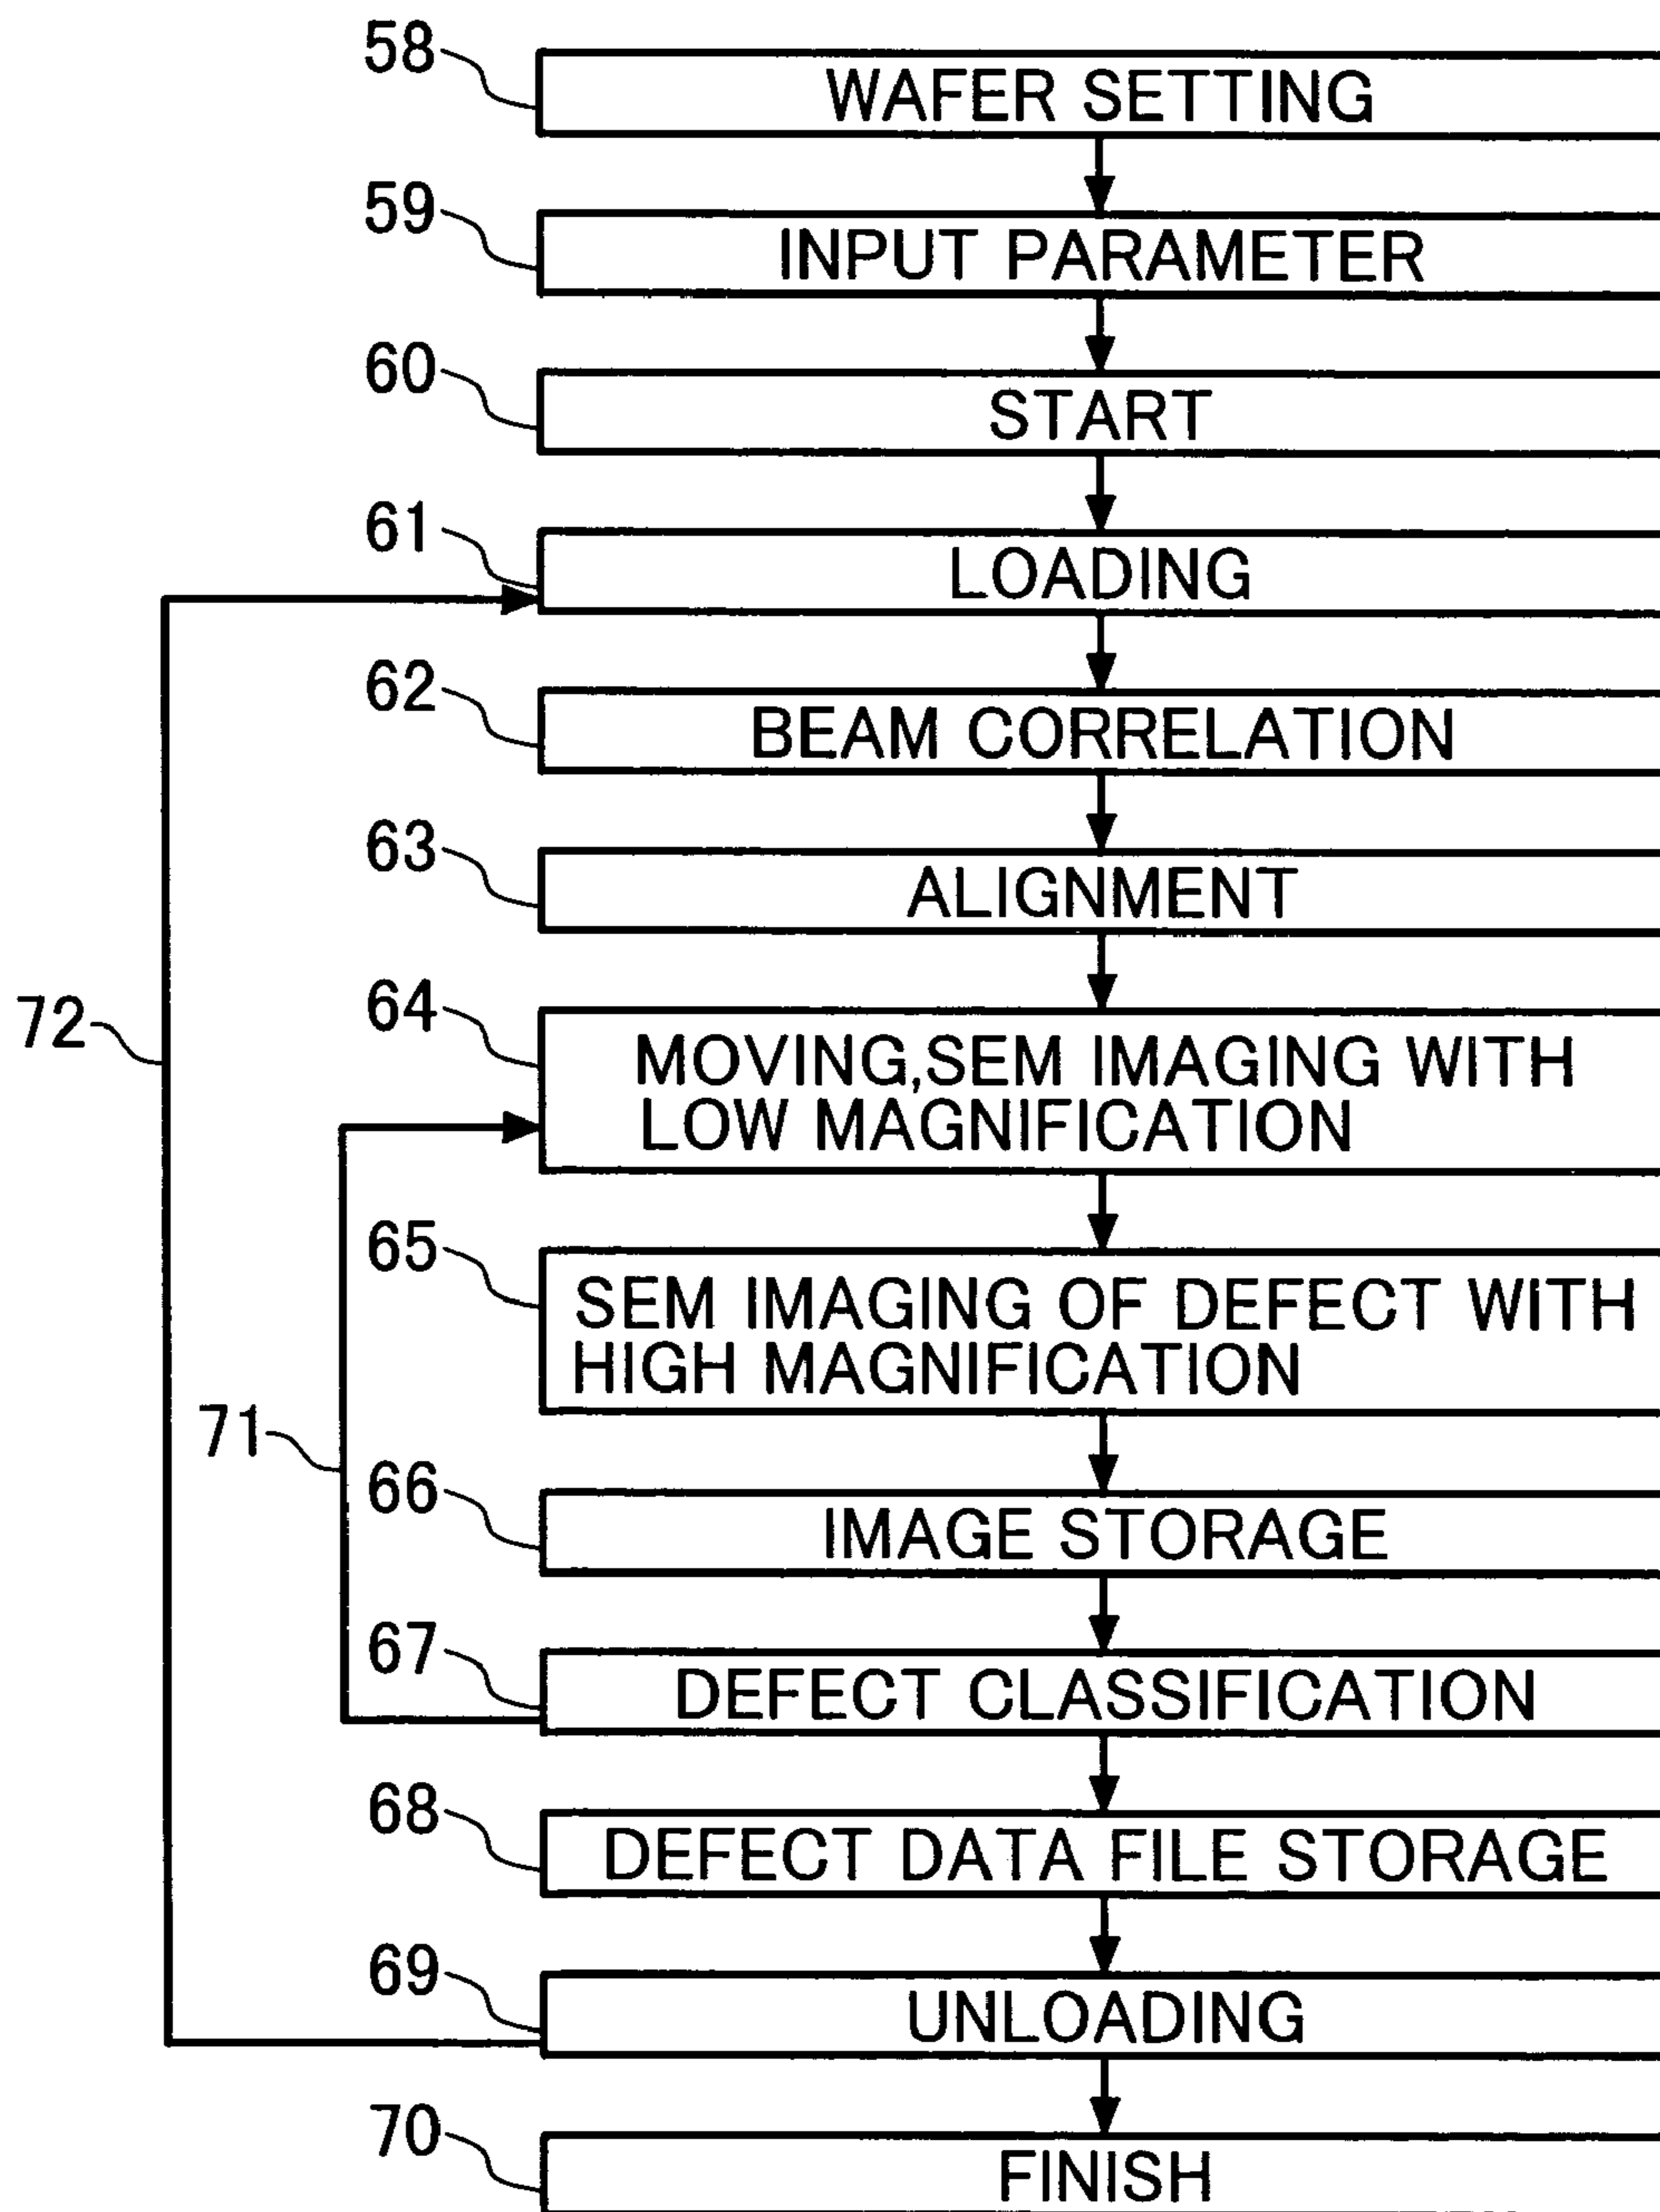 58
WAFER SETTING
59
INPUT PARAMETER
60
START
61
LOADING
62
BEAM CORRELATION
63
ALIGNMENT
72
64
MOVING,SEM IMAGING WITH
LOW MAGNIFICATION
65
SEM IMAGING OF DEFECT WITH
HIGH MAGNIFICATION
71
66
IMAGE STORAGE
67
DEFECT CLASSIFICATION
68
DEFECT DATA FILE STORAGE
69
UNLOADING
70
FINISH